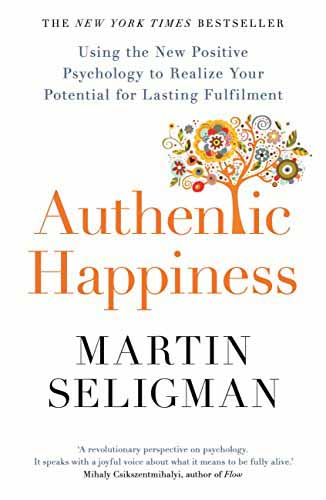 THE NEW YORK TIMES BESTSELLER
Using the New Positive
Psychology to Realize Your
Potential for Lasting Fulfilment
Authentic
Happiness
MARTIN
SELIGMAN
‘A revolutionary perspective on psychology.
It speaks with a joyful voice about what it means to be fully alive.’
Mihaly Csikszentmihalyi, author of Flow